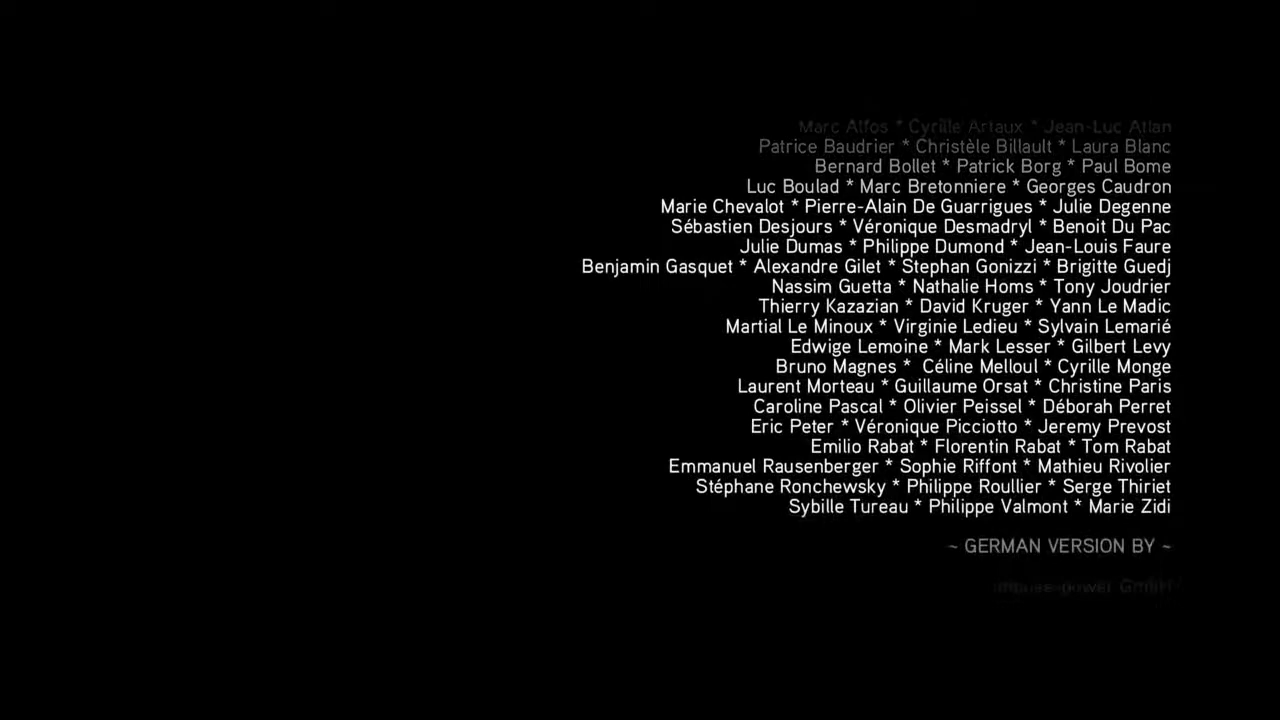 Marc Alfos * Cyrille Artaux * Jean-Luc Atlan
Patrice Baudrier * Christèle Billault * Laura Blanc
Bernard Bollet * Patrick Borg * Paul Bome
Luc Boulad * Marc Bretonniere * Georges Caudron
Marie Chevalot * Pierre-Alain De Guarrigues * Julie Degenne
Sébastien Desjours * Véronique Desmadryl * Benoit Du Pac
Julie Dumas * Philippe Dumond * Jean-Louis Faure
Benjamin Gasquet * Alexandre Gilet * Stephan Gonizzi * Brigitte Guedj
Nassim Guetta * Nathalie Homs * Tony Joudrier
Thierry Kazazian * David Kruger * Yann Le Madic
Martial Le Minoux * Virginie Ledieu * Sylvain Lemarié
Edwige Lemoine * Mark Lesser * Gilbert Levy
Bruno Magnes * Céline Melloul * Cyrille Monge
Laurent Morteau * Guillaume Orsat * Christine Paris
Caroline Pascal * Olivier Peissel * Déborah Perret
Eric Peter * Véronique Picciotto * Jeremy Prevost
Emilio Rabat * Florentin Rabat * Tom Rabat
Emmanuel Rausenberger * Sophie Riffont * Mathieu Rivolier
Stéphane Ronchewsky * Philippe Roullier * Serge Thiriet
Sybille Tureau * Philippe Valmont * Marie Zidi
~ GERMAN VERSION BY ~
GmbH